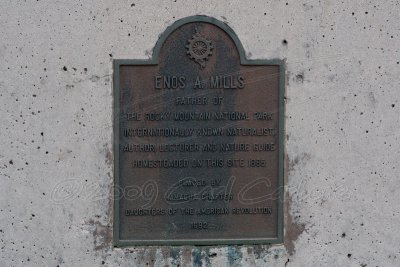 ENOS A. MILLS
FATHER OF
THE ROCKY MOUNTAIN NATIONAL PARK
INTERNATIONALLY KNOWN NATURALIST,
AUTHOR, LECTURER AND NATURE GUIDE
HOMESTEADED ON THIS SITE 1885
PLACED BY
CHAPTER
DAUGHTERS OF THE AMERICAN REVOLUTION
©2009